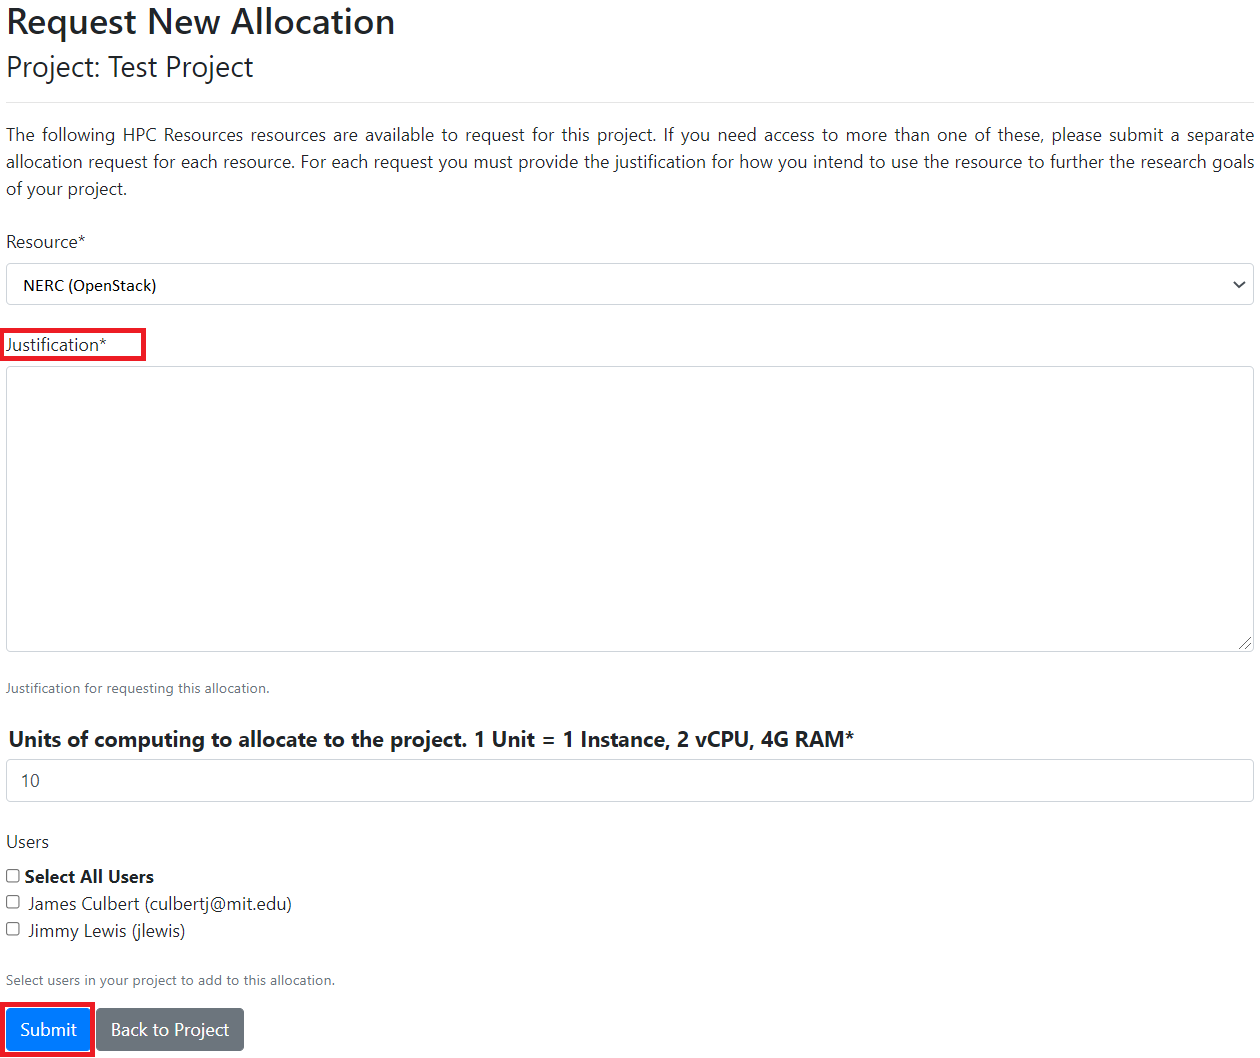 Request New Allocation
Project: Test Project
The following HPC Resources resources are available to request for this project. If you need access to more than one of these, please submit a separate
allocation request for each resource. For each request you must provide the justification for how you intend to use the resource to further the research goals
of your project.
Resource*
NERC (OpenStack)
Justification*
Justification for requesting this allocation.
Units of computing to allocate to the project. 1 Unit = 1 Instance, 2 vCPU, 4G RAM*
10
Users
Select All Users
James Culbert (culbertj@mit.edu)
Jimmy Lewis (jlewis)
Select users in your project to add to this allocation.
Submit Back to Project